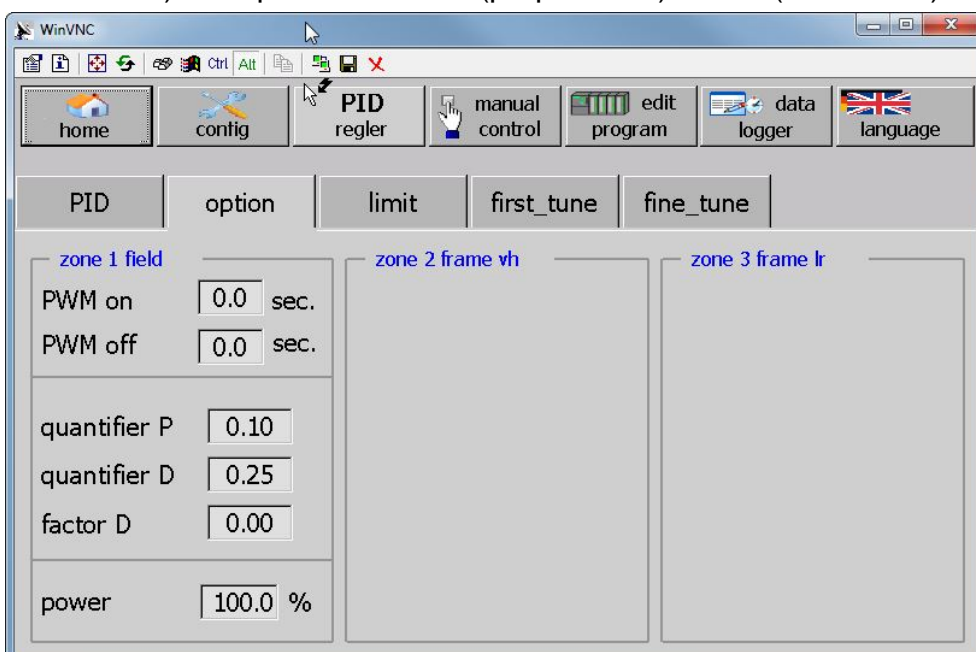 WinVNC
Ctrl Alt
home
config
PID regler
manual control
edit program
data logger
language
PID
option
limit
first_tune
fine_tune
zone 1 field
PWM on 0.0 sec.
PWM off 0.0 sec.
quantifier P 0.10
quantifier D 0.25
factor D 0.00
power 100.0 %
zone 2 frame vh
zone 3 frame lr